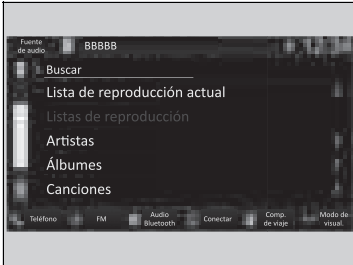 Fuente
de audio
BBBBB
Buscar
Lista de reproducción actual
Listas de reproducción
Artistas
Álbumes
Canciones
Teléfono FM Audio Bluetooth Conectar Comp. de viaje Modo de visual.